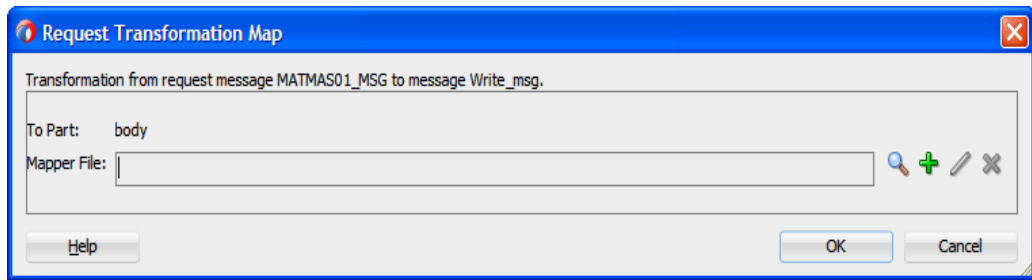 Request Transformation Map
Transformation from request message MATMAS01_MSG to message Write_msg.
To Part: body
Mapper File:
Help OK Cancel